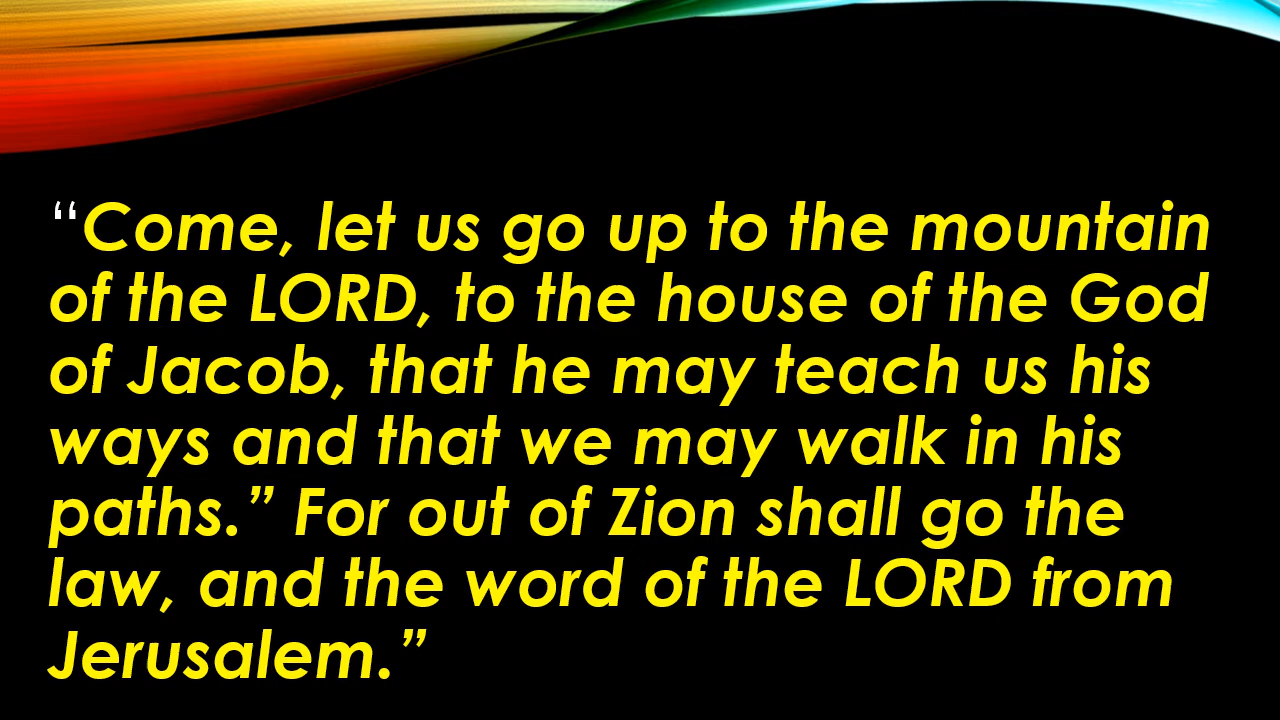 “Come, let us go up to the mountain
of the LORD, to the house of the God
of Jacob, that he may teach us his
ways and that we may walk in his
paths.” For out of Zion shall go the
law, and the word of the LORD from
Jerusalem.”